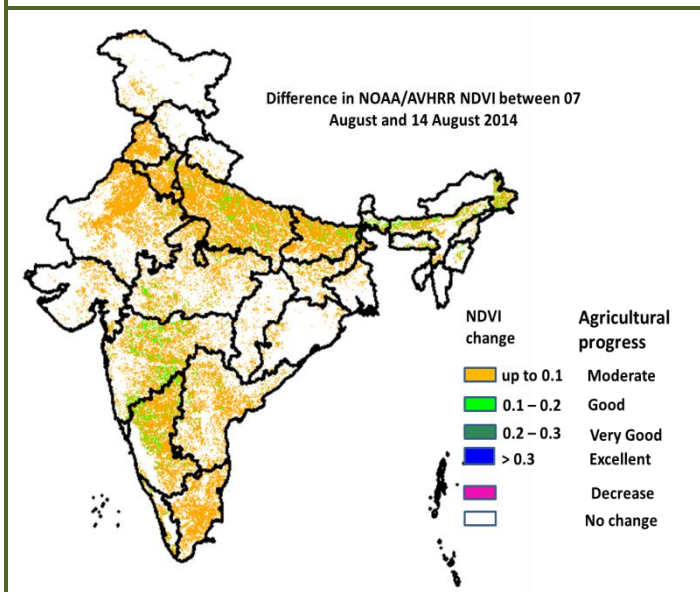 Difference in NOAA/AVHRR NDVI between 07
August and 14 August 2014
NDVI
change
Agricultural
progress
up to 0.1 Moderate
0.1 – 0.2 Good
0.2 – 0.3 Very Good
> 0.3 Excellent
Decrease
No change